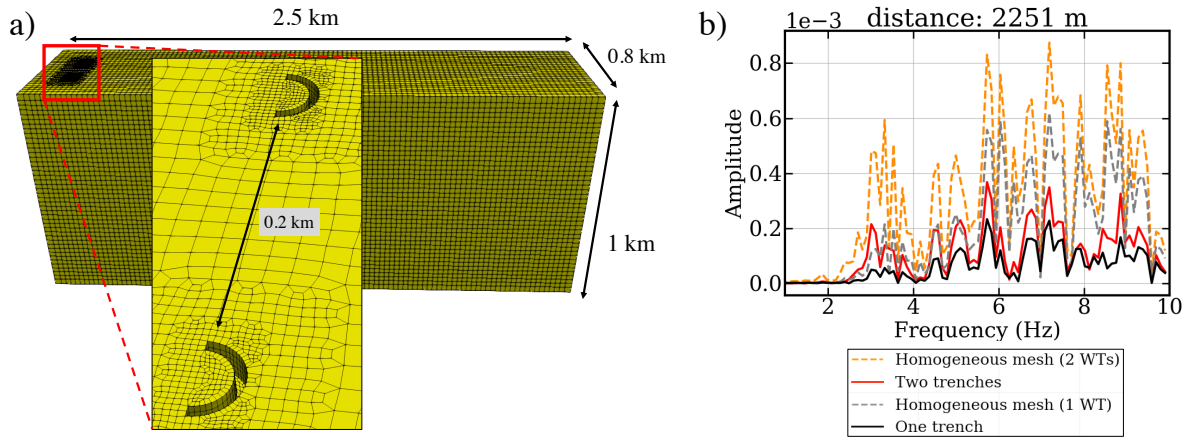 a)
2.5 km
0.8 km
0.2 km
1 km
b)
1e−3 distance: 2251 m
Amplitude
0.8
0.6
0.4
0.2
0.0
2 4 6 8 10
Frequency (Hz)
Homogeneous mesh (2 WTs)
Two trenches
Homogeneous mesh (1 WT)
One trench